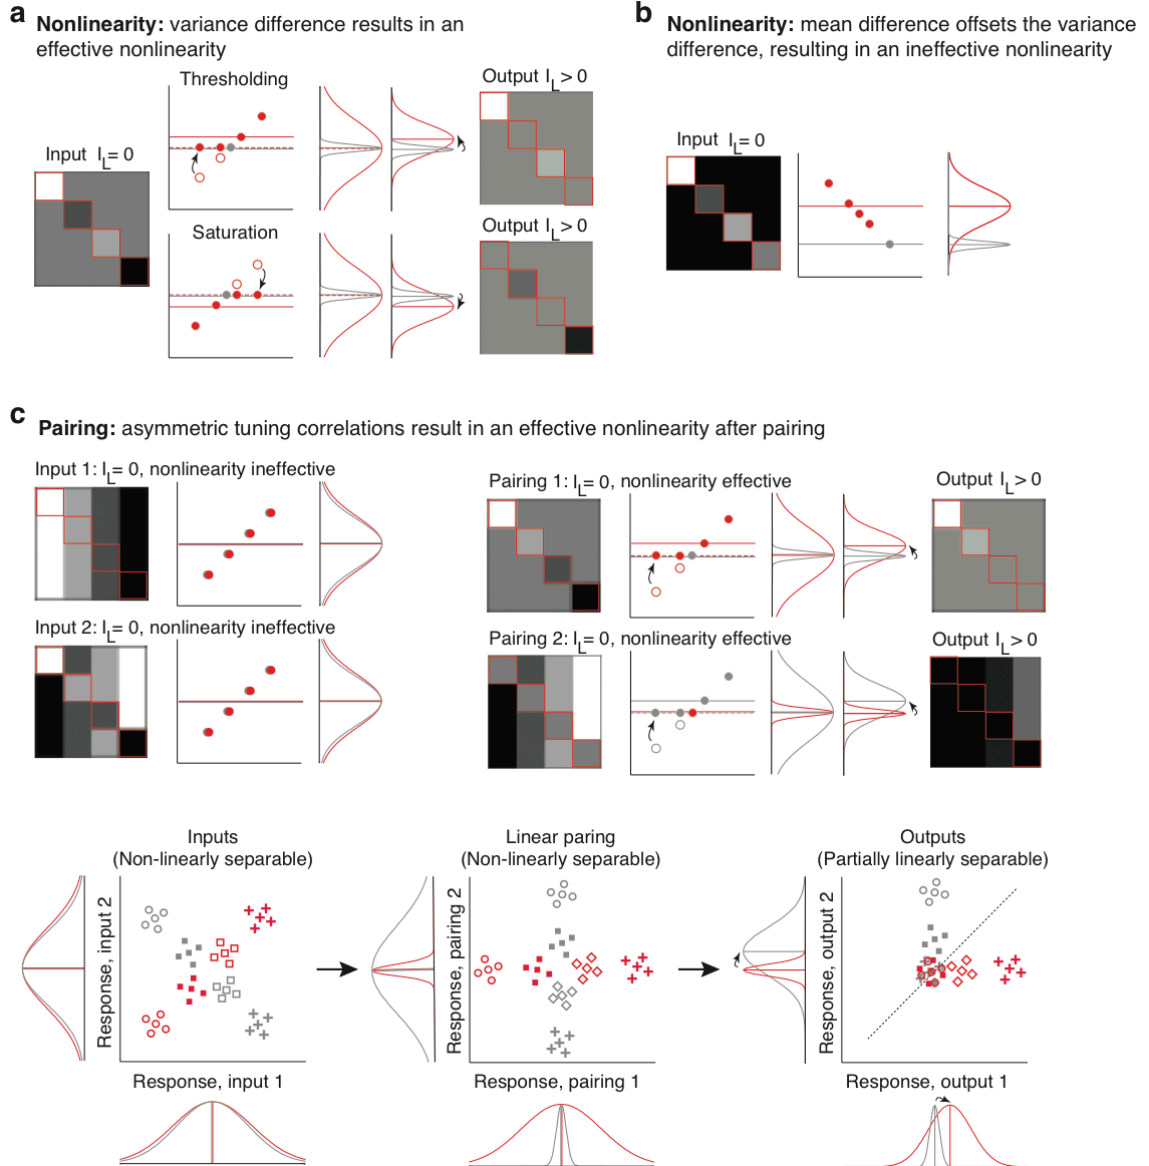 a
Nonlinearity: variance difference results in an
effective nonlinearity
Thresholding
Output I_L > 0
Input I_L = 0
Saturation
Output I_L > 0
b
Nonlinearity: mean difference offsets the variance
difference, resulting in an ineffective nonlinearity
Input I_L = 0
c
Pairing: asymmetric tuning correlations result in an effective nonlinearity after pairing
Input 1: I_L = 0, nonlinearity ineffective
Pairing 1: I_L = 0, nonlinearity effective
Output I_L > 0
Input 2: I_L = 0, nonlinearity ineffective
Pairing 2: I_L = 0, nonlinearity effective
Output I_L > 0
Inputs
(Non-linearly separable)
Response, input 2
Response, input 1
Linear paring
(Non-linearly separable)
Response, pairing 2
Response, pairing 1
Outputs
(Partially linearly separable)
Response, output 2
Response, output 1